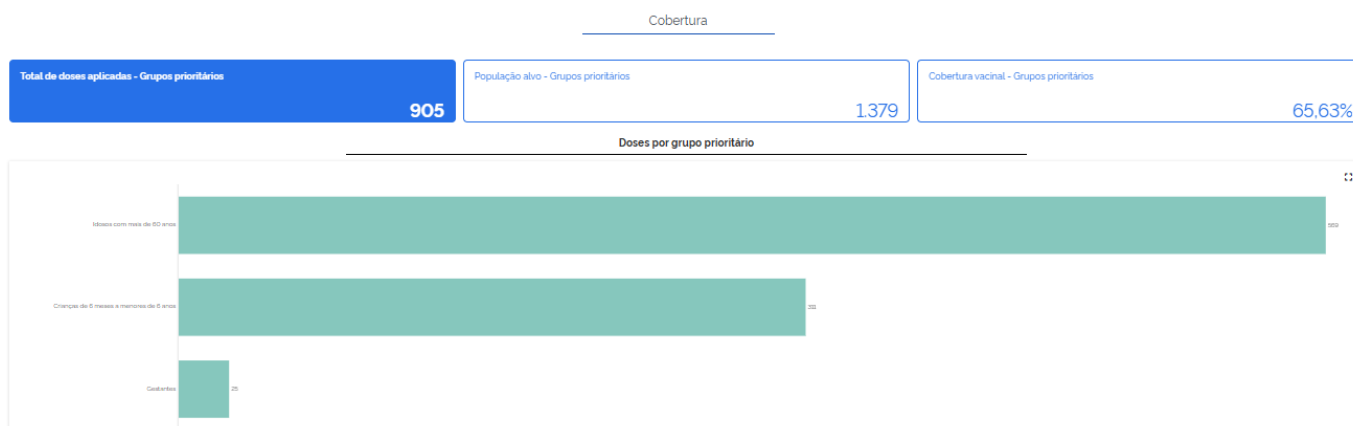 Cobertura
Total de doses aplicadas - Grupos prioritários
905
População alvo - Grupos prioritários
1.379
Cobertura vacinal - Grupos prioritários
65,63%
Doses por grupo prioritário
Idosos com mais de 60 anos
569
Crianças de 6 meses a menores de 6 anos
311
Gestantes
25